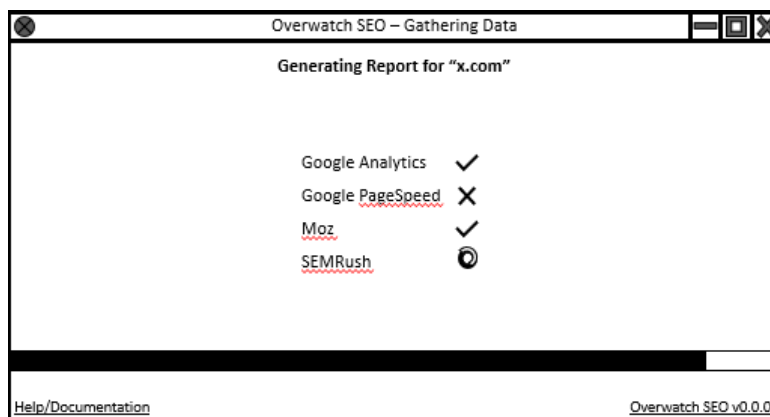 Overwatch SEO – Gathering Data
Generating Report for “x.com”
Google Analytics
Google PageSpeed
Moz
SEMRush
Help/Documentation
Overwatch SEO v0.0.0